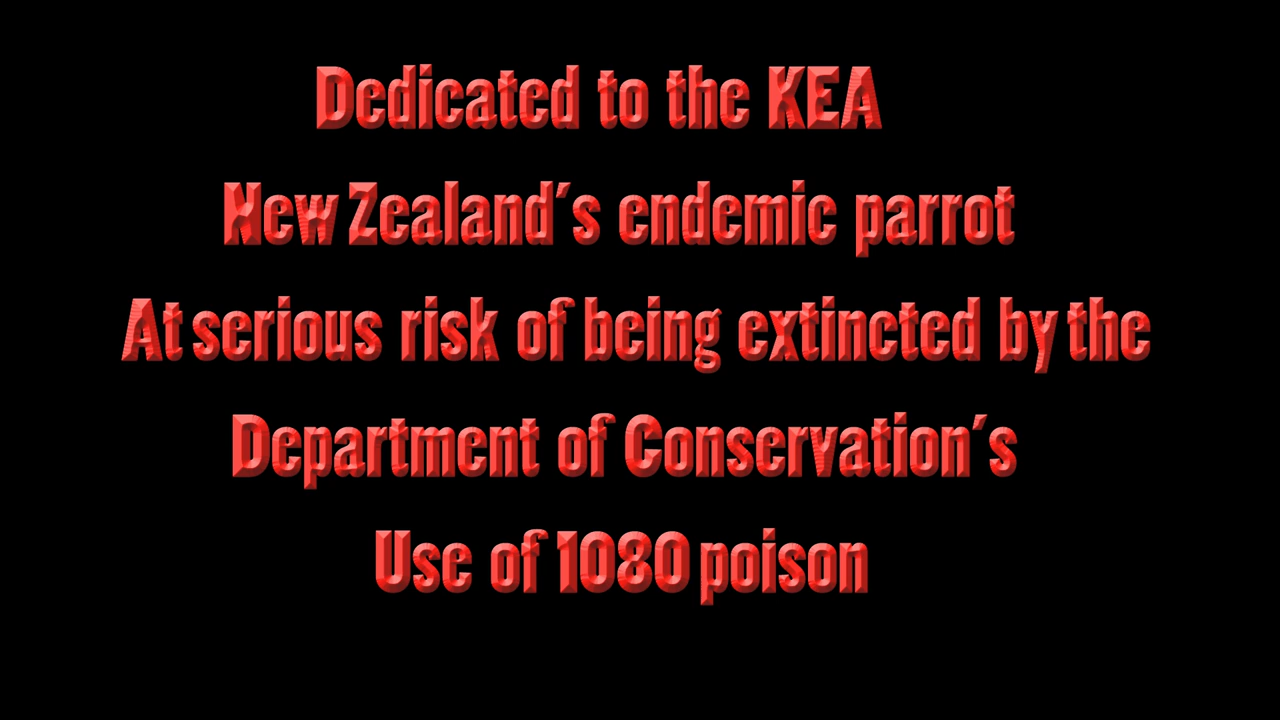 Dedicated to the KEA
New Zealand's endemic parrot
At serious risk of being extincted by the
Department of Conservation's
Use of 1080 poison